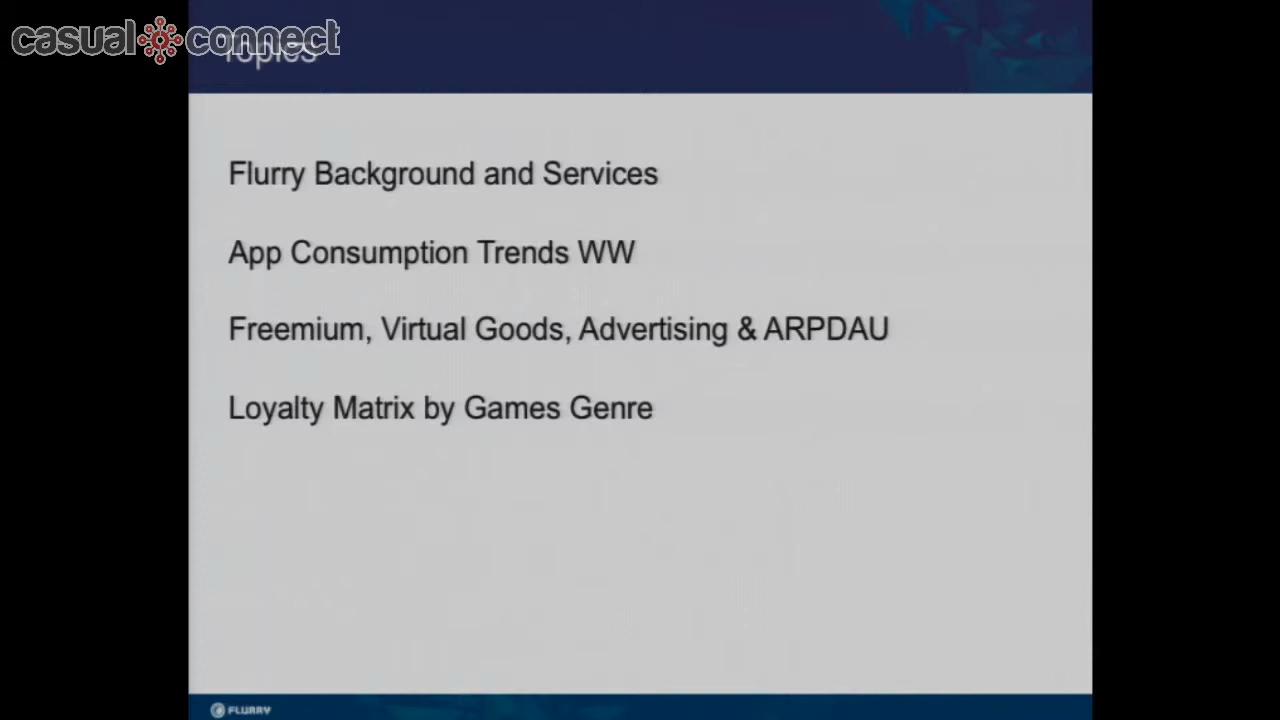 casual connect
Topics
Flurry Background and Services
App Consumption Trends WW
Freemium, Virtual Goods, Advertising & ARPDAU
Loyalty Matrix by Games Genre
FLURRY